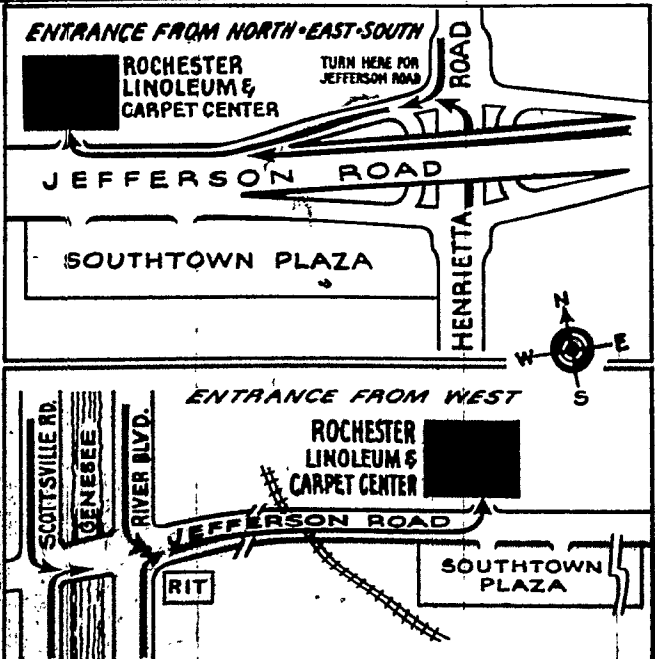 ENTRANCE FROM NORTH•EAST•SOUTH
ROCHESTER
LINOLEUM &
CARPET CENTER
TURN HERE FOR
JEFFERSON ROAD
ROAD
JEFFERSON ROAD
HENRIETTA
SOUTHTOWN PLAZA
N
W E
S
ENTRANCE FROM WEST
SCOTTSVILLE RD.
GENESEE
RIVER BLVD.
ROCHESTER
LINOLEUM &
CARPET CENTER
JEFFERSON ROAD
RIT
SOUTHTOWN
PLAZA